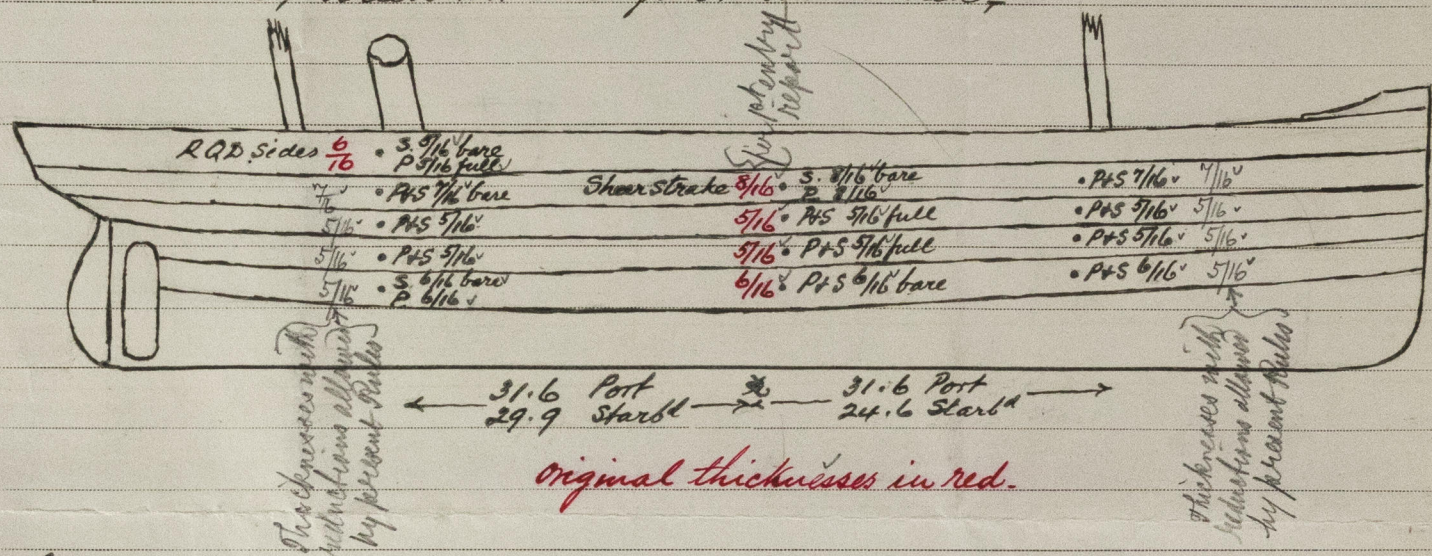 RQD Sides 6/16 • S. 5/16 bare
P 5/16 full
7/16 • P+S 7/16 bare
5/16 • P+S 5/16
5/16 • P+S 5/16
5/16 • S. 6/16 bare
P 6/16
Thicknesses with
reductions allowed
by present Rules
report
Sheerstrake 8/16 • S. 8/16 bare
P. 8/16
5/16 • P+S 5/16 full
5/16 • P+S 5/16 full
6/16 • P+S 6/16 bare
• P+S 7/16 7/16
• P+S 5/16 5/16
• P+S 5/16 5/16
• P+S 6/16 5/16
Thicknesses with
reductions allowed
by present Rules
31.6 Port
29.9 Starbd
31.6 Port
24.6 Starbd
original thicknesses in red.